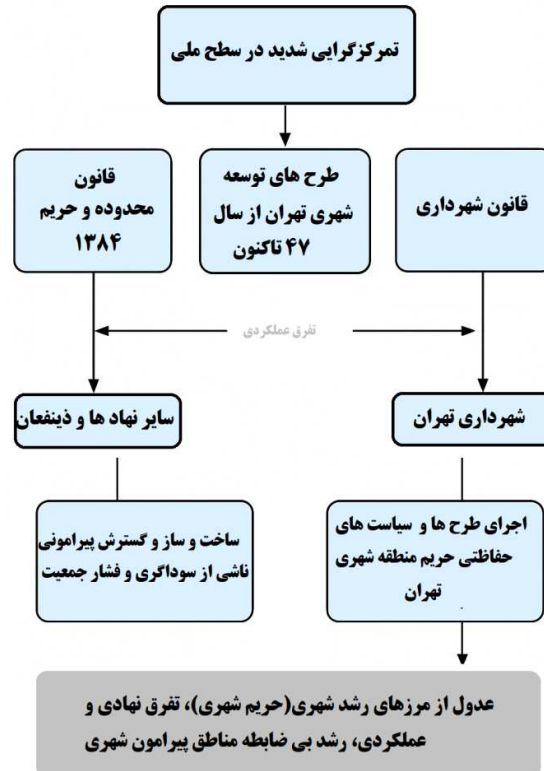 تمرکزگرایی شدید در سطح ملی
قانون شهرداری
طرح های توسعه
شهری تهران از سال
۴۷ تاکنون
قانون
محدوده و حریم
۱۳۸۴
تفرق عملکردی
شهرداری تهران
سایر نهاد ها و ذینفعان
اجرای طرح ها و سیاست های
حفاظتی حریم منطقه شهری
تهران
ساخت و ساز و گسترش پیرامونی
ناشی از سوداگری و فشار جمعیت
عدول از مرزهای رشد شهری(حریم شهری)، تفرق نهادی و
عملکردی، رشد بی ضابطه مناطق پیرامون شهری